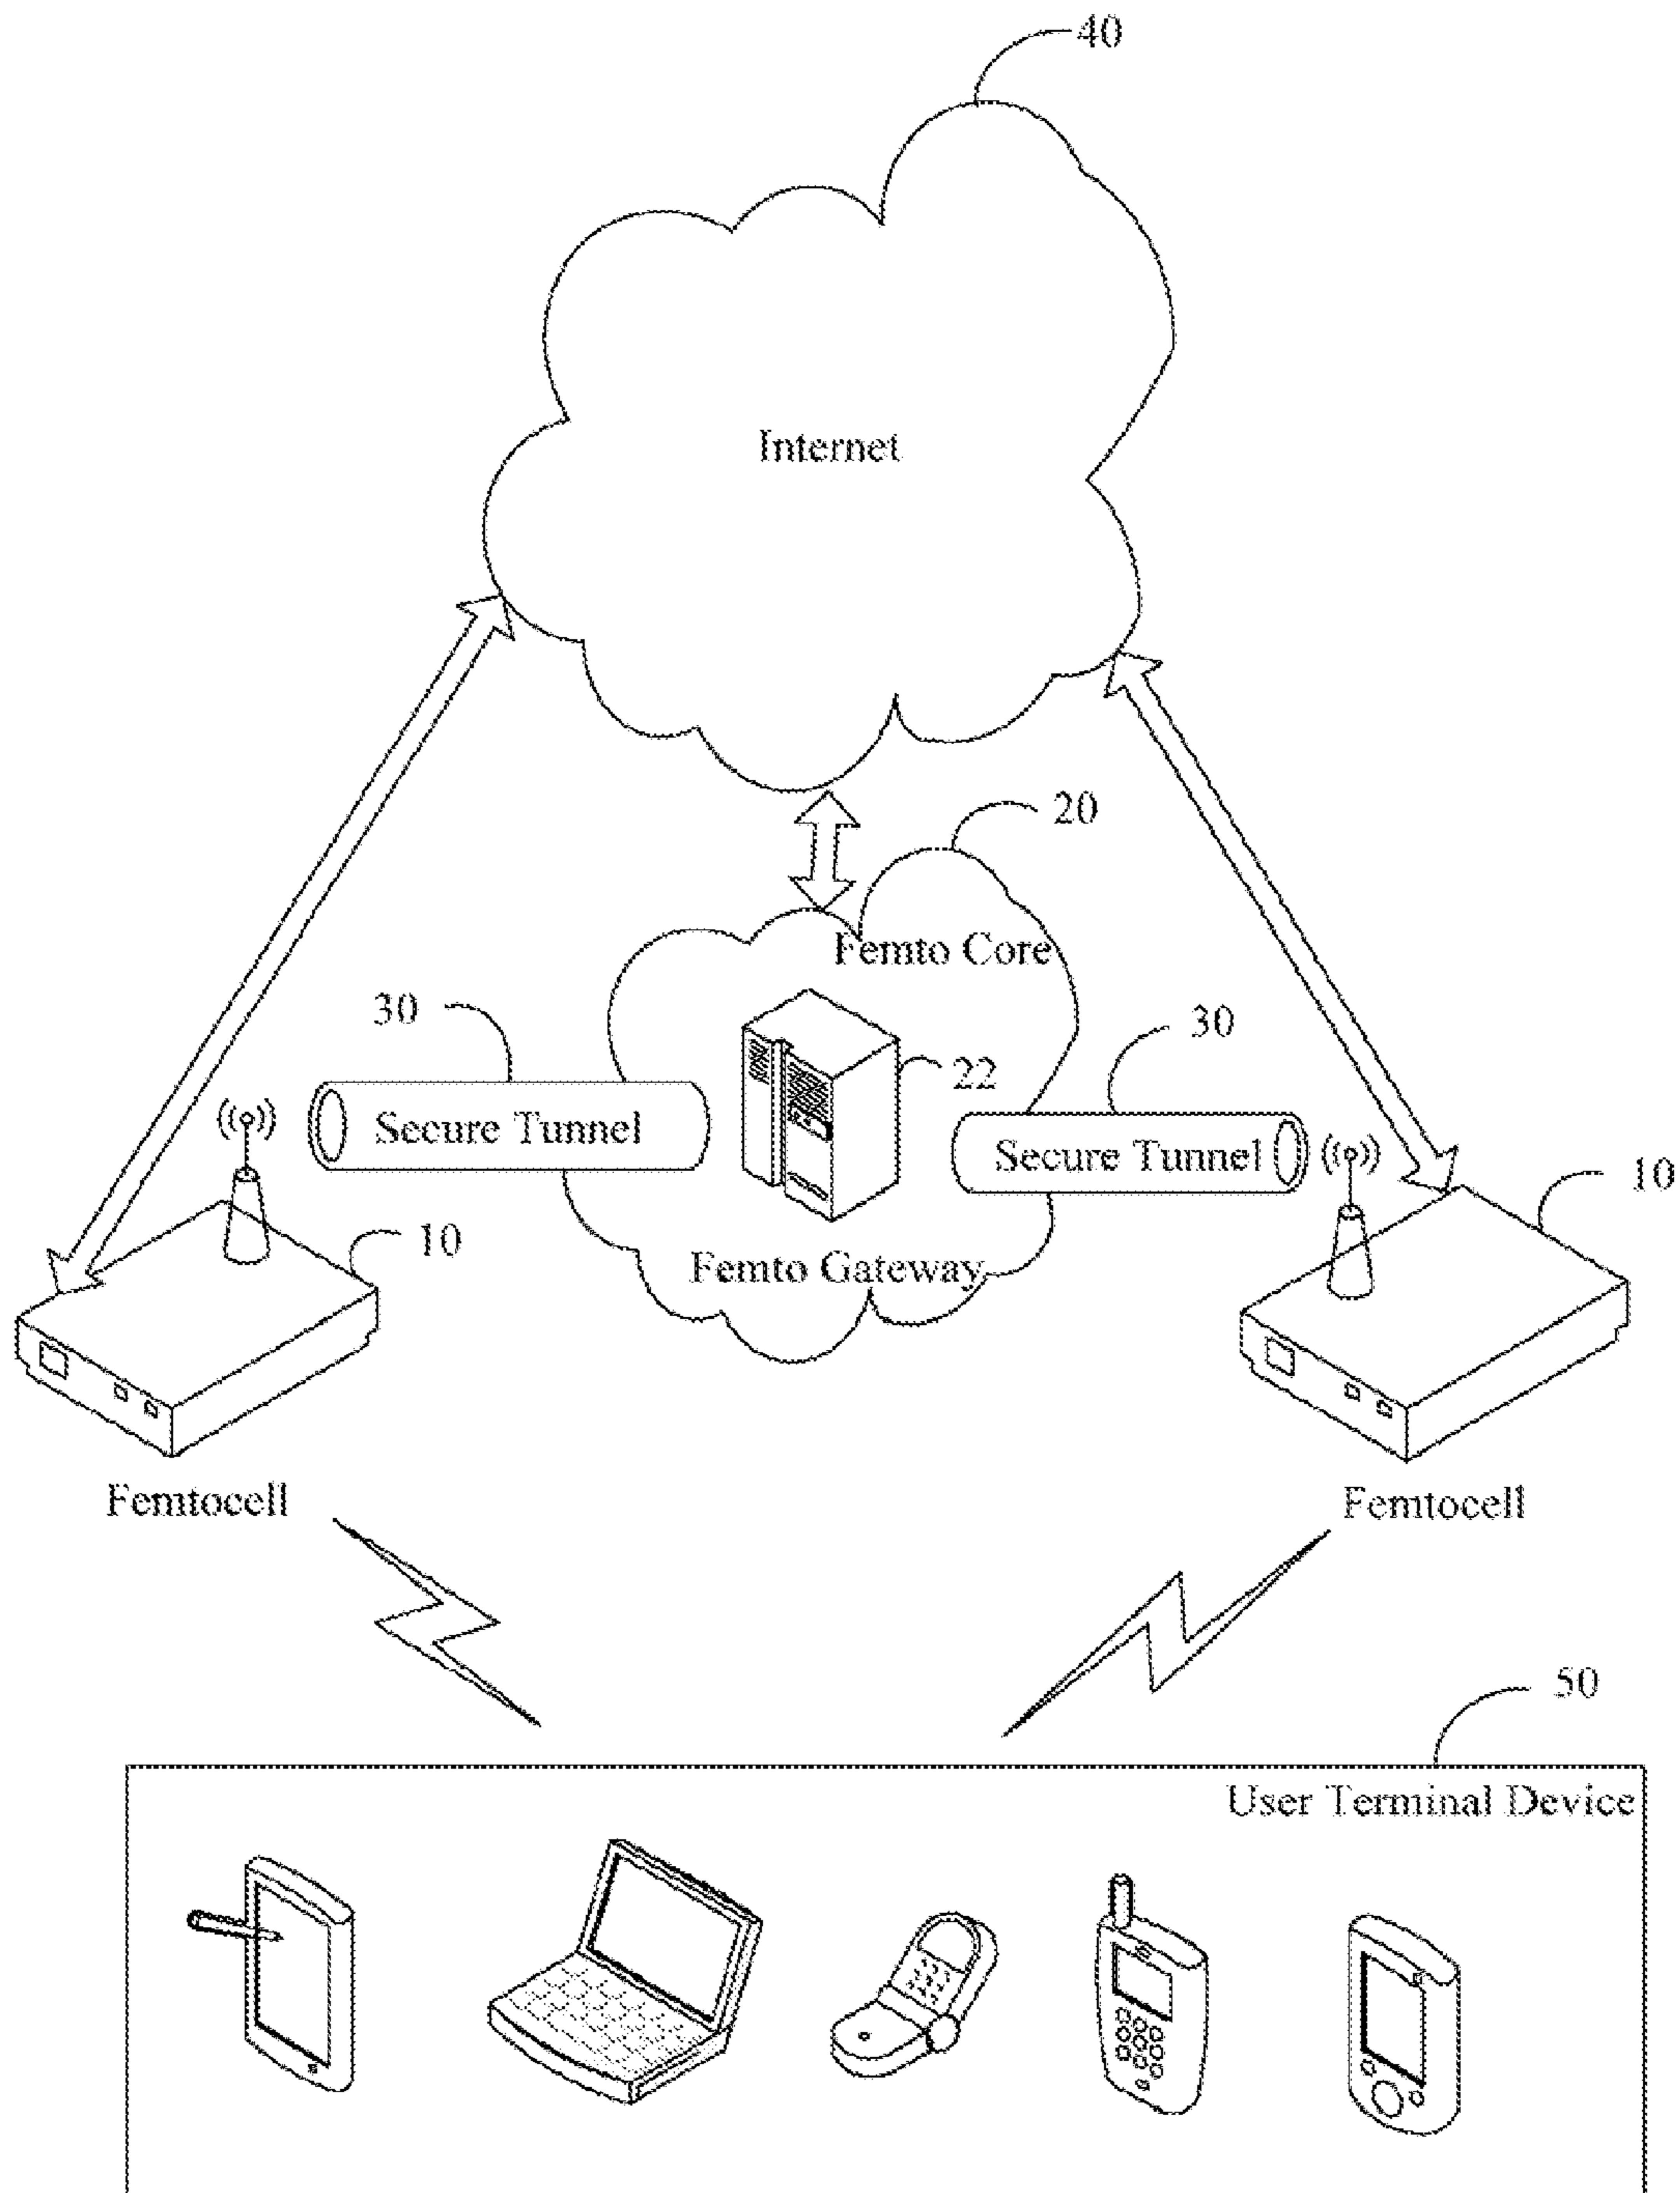 40
Internet
20
Femto Core
30
30
22
Secure Tunnel
Secure Tunnel
10
10
Femto Gateway
Femtocell
Femtocell
50
User Terminal Device